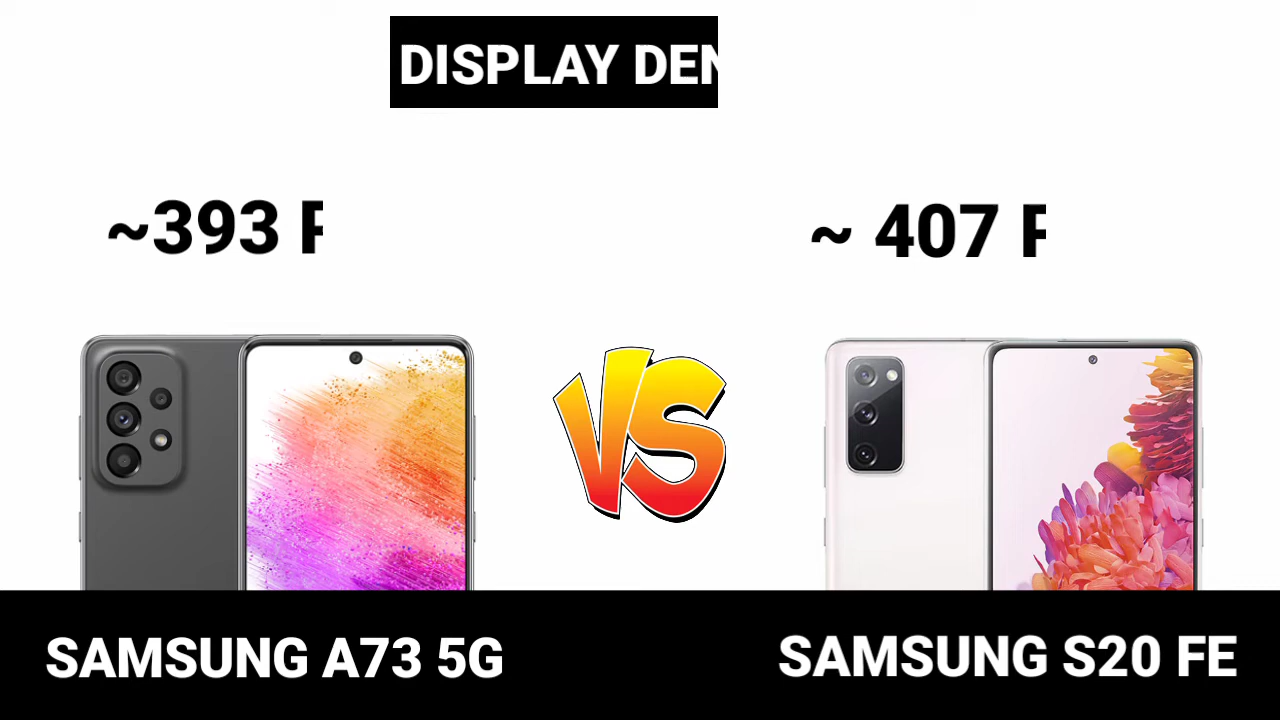 DISPLAY DEN
~393 P
~ 407 P
VS
SAMSUNG A73 5G
SAMSUNG S20 FE